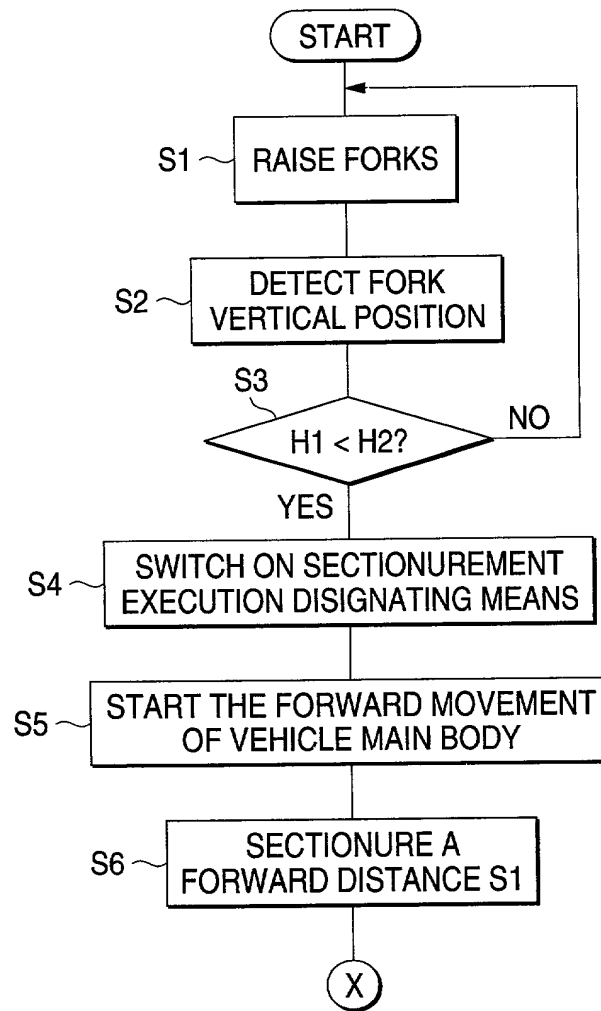 START
S1
RAISE FORKS
S2
DETECT FORK
VERTICAL POSITION
S3
H1 < H2?
NO
YES
S4
SWITCH ON SECTIONUREMENT
EXECUTION DISIGNATING MEANS
S5
START THE FORWARD MOVEMENT
OF VEHICLE MAIN BODY
S6
SECTIONURE A
FORWARD DISTANCE S1
X